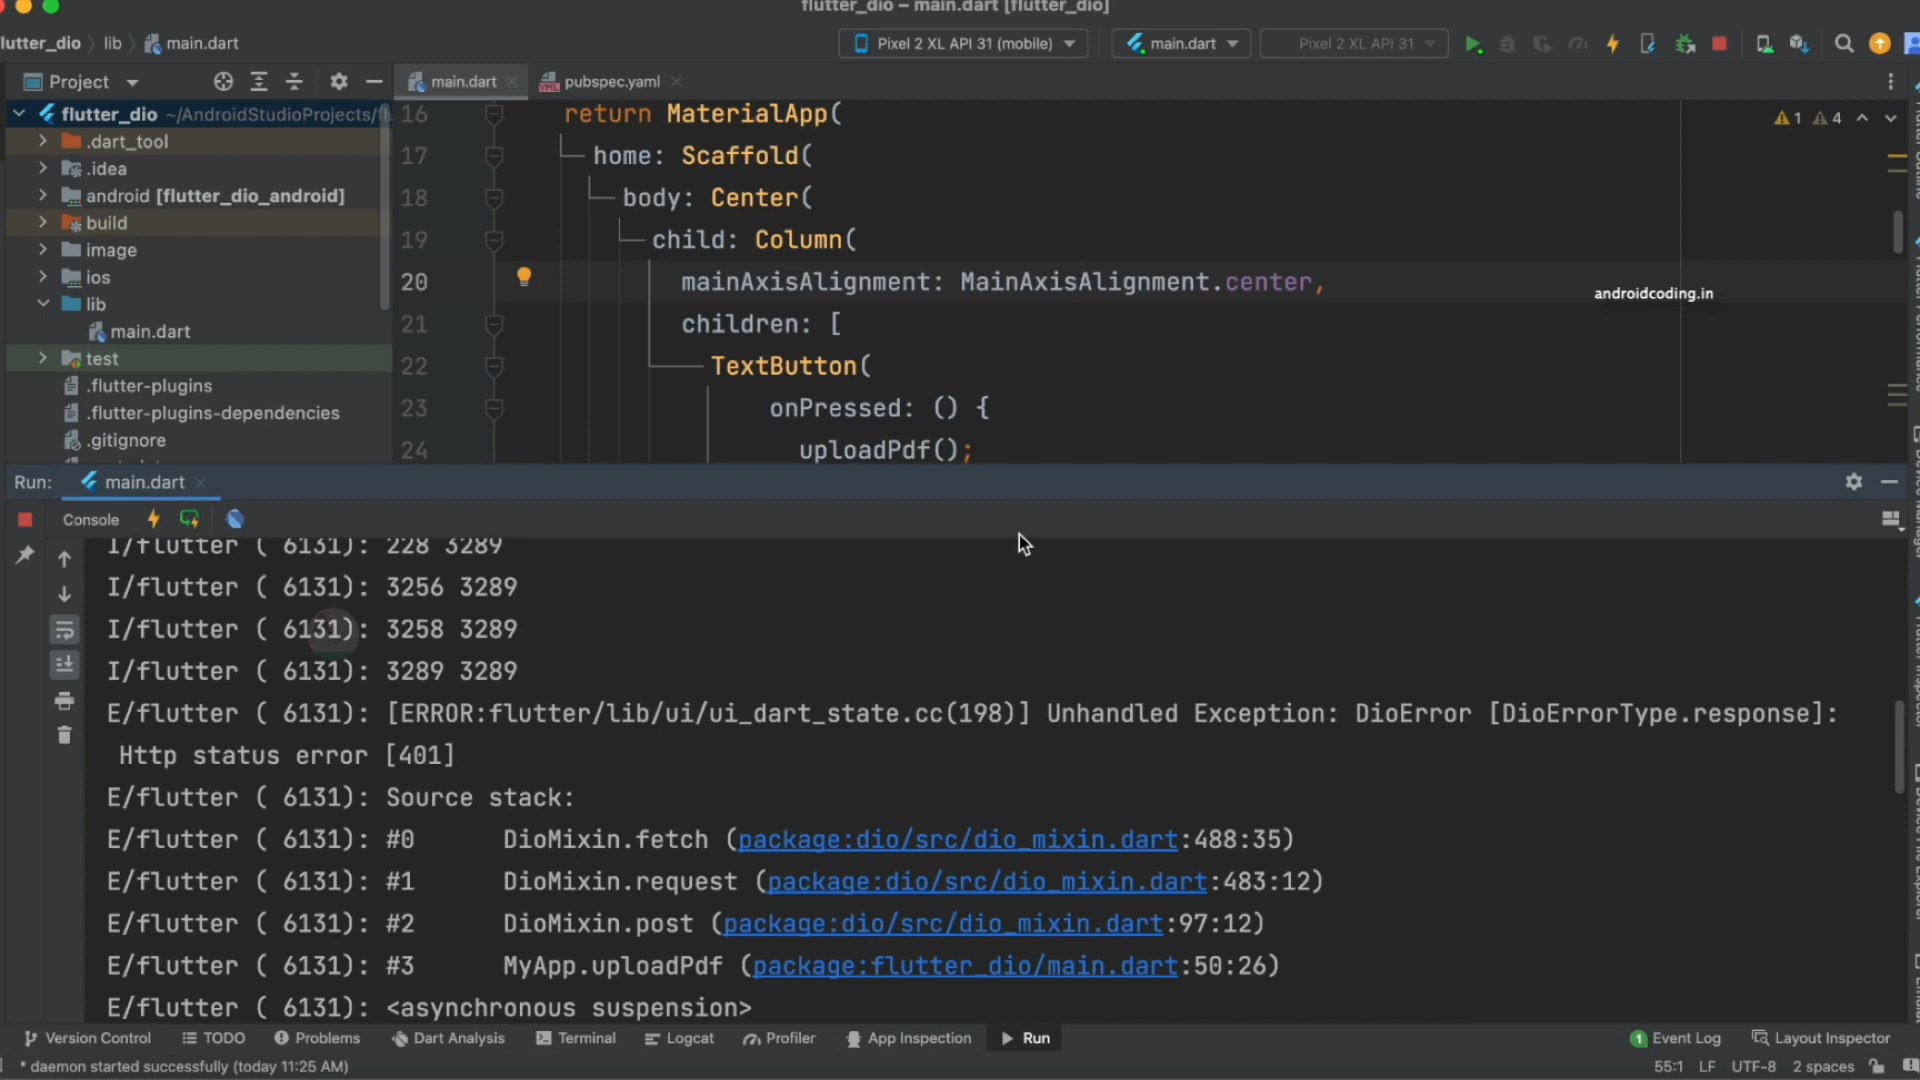 flutter_dio – main.dart [flutter_dio]
lutter_dio lib main.dart
Pixel 2 XL API 31 (mobile)
main.dart
Pixel 2 XL API 31
Project
main.dart
pubspec.yaml
flutter_dio ~/AndroidStudioProjects/fl
.dart_tool
.idea
android [flutter_dio_android]
build
image
ios
lib
main.dart
test
.flutter-plugins
.flutter-plugins-dependencies
.gitignore
16 return MaterialApp(
17 home: Scaffold(
18 body: Center(
19 child: Column(
20 mainAxisAlignment: MainAxisAlignment.center,
21 children: [
22 TextButton(
23 onPressed: () {
24 uploadPdf();
1 4
androidcoding.in
Run: main.dart
Console
I/flutter ( 6131): 228 3289
I/flutter ( 6131): 3256 3289
I/flutter ( 6131): 3258 3289
I/flutter ( 6131): 3289 3289
E/flutter ( 6131): [ERROR:flutter/lib/ui/ui_dart_state.cc(198)] Unhandled Exception: DioError [DioErrorType.response]:
Http status error [401]
E/flutter ( 6131): Source stack:
E/flutter ( 6131): #0 DioMixin.fetch (package:dio/src/dio_mixin.dart:488:35)
E/flutter ( 6131): #1 DioMixin.request (package:dio/src/dio_mixin.dart:483:12)
E/flutter ( 6131): #2 DioMixin.post (package:dio/src/dio_mixin.dart:97:12)
E/flutter ( 6131): #3 MyApp.uploadPdf (package:flutter_dio/main.dart:50:26)
E/flutter ( 6131): <asynchronous suspension>
Version Control TODO Problems Dart Analysis Terminal Logcat Profiler App Inspection Run 1 Event Log Layout Inspector
* daemon started successfully (today 11:25 AM) 55:1 LF UTF-8 2 spaces